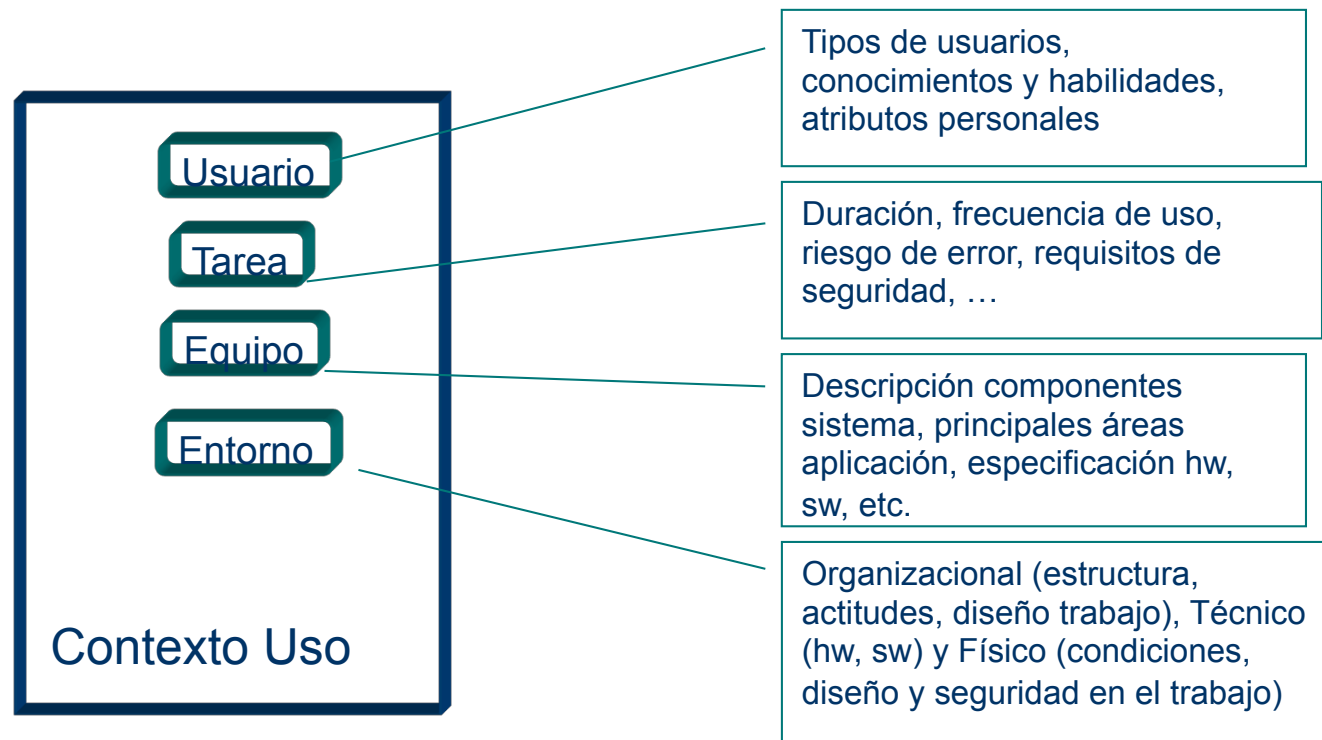 Usuario
Tarea
Equipo
Entorno
Contexto Uso
Tipos de usuarios,
conocimientos y habilidades,
atributos personales
Duración, frecuencia de uso,
riesgo de error, requisitos de
seguridad, …
Descripción componentes
sistema, principales áreas
aplicación, especificación hw,
sw, etc.
Organizacional (estructura,
actitudes, diseño trabajo), Técnico
(hw, sw) y Físico (condiciones,
diseño y seguridad en el trabajo)